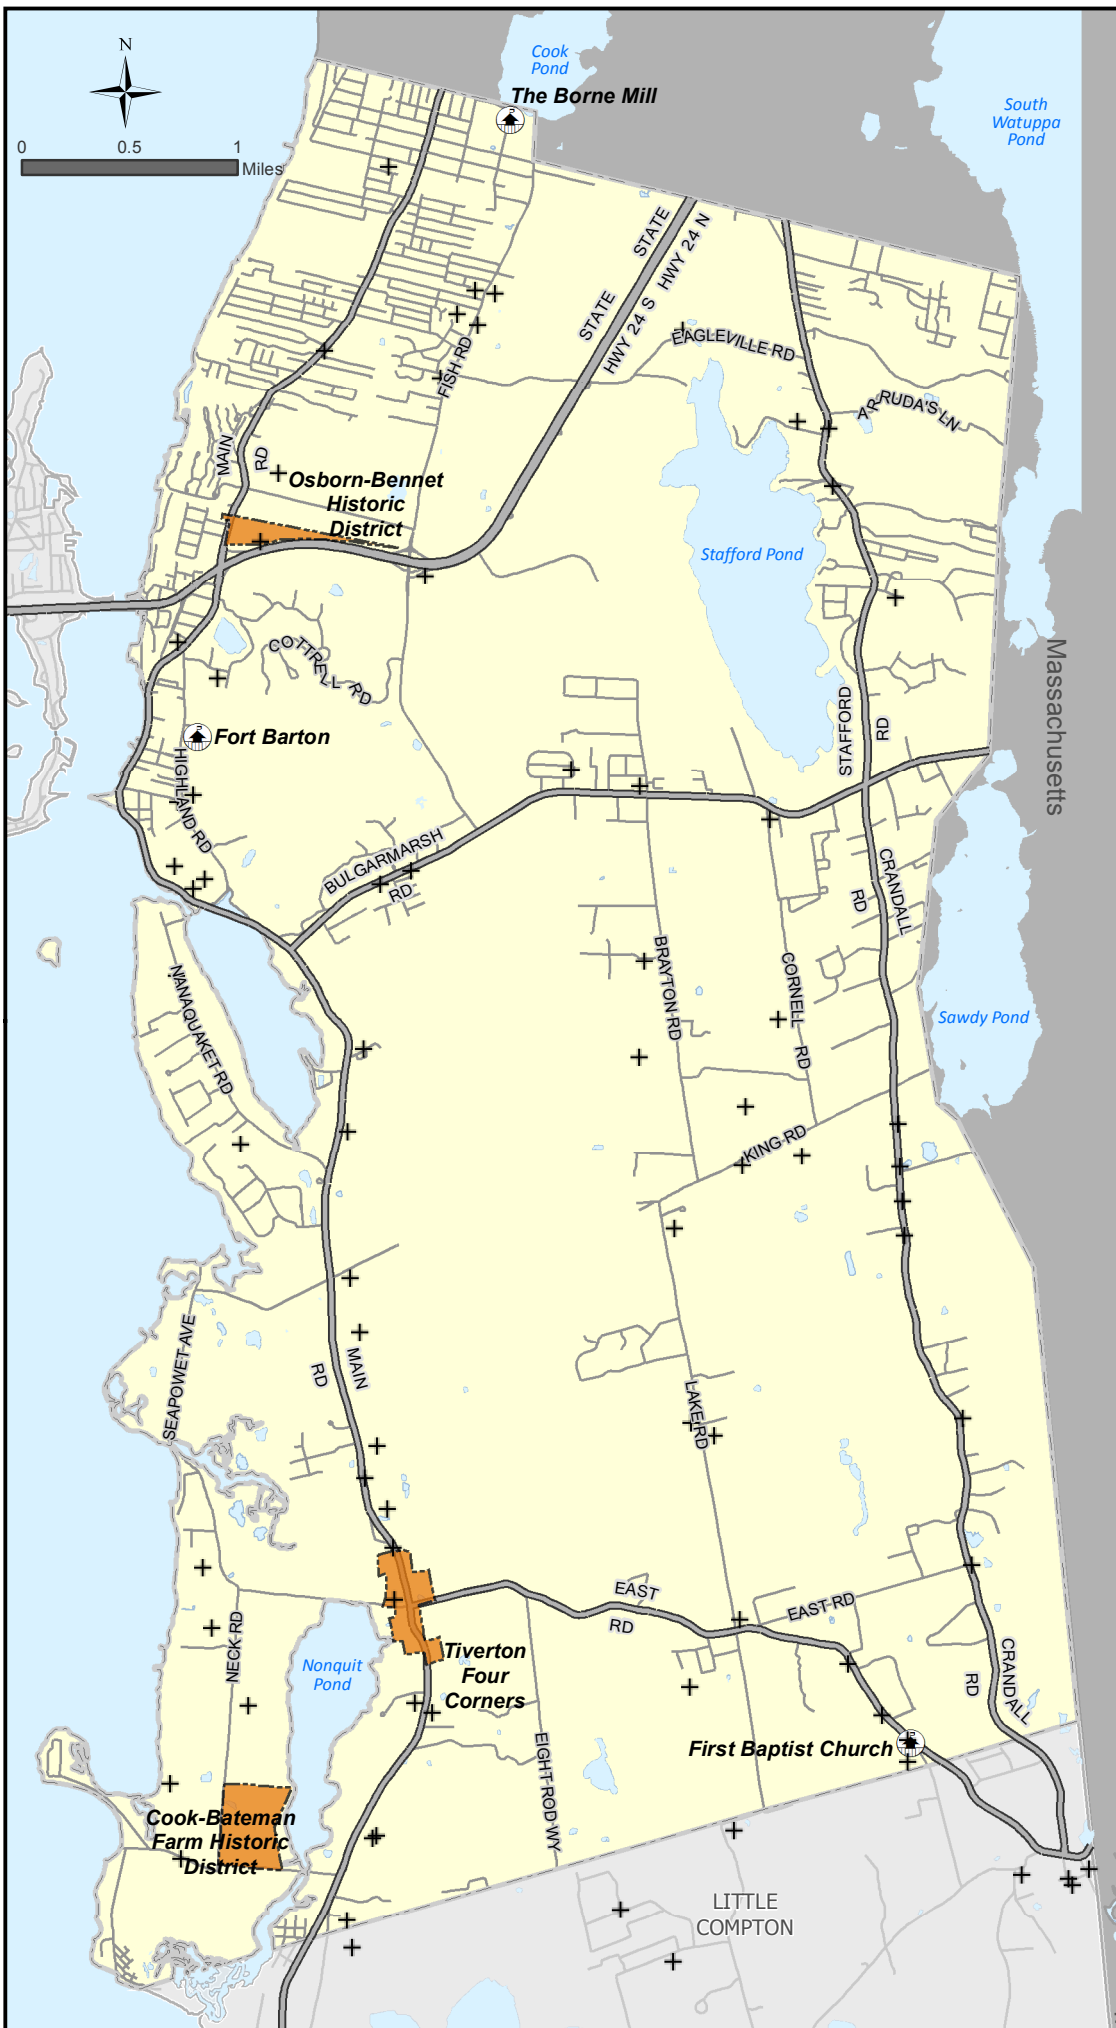 N
0 0.5 1
Miles
Cook
Pond
The Borne Mill
South
Watuppa
Pond
STATE
HWY 24 N
STATE
HWY 24 S
EAGLEVILLE RD
FISH RD
ARRUDA'S LN
MAIN
RD
Osborn-Bennet
Historic
District
Stafford Pond
COTTRELL RD
Massachusetts
STAFFORD
RD
Fort Barton
HIGHLAND RD
BULGARMARSH
RD
CRANDALL
RD
BRAYTON RD
CORNELL
RD
NANAQUAKET RD
Sawdy Pond
KING RD
SEAPOWET AVE
MAIN
RD
LAKE RD
EAST
RD
EAST RD
NECK RD
Nonquit
Pond
Tiverton
Four
Corners
CRANDALL
RD
EIGHT ROD WY
First Baptist Church
Cook-Bateman
Farm Historic
District
LITTLE
COMPTON